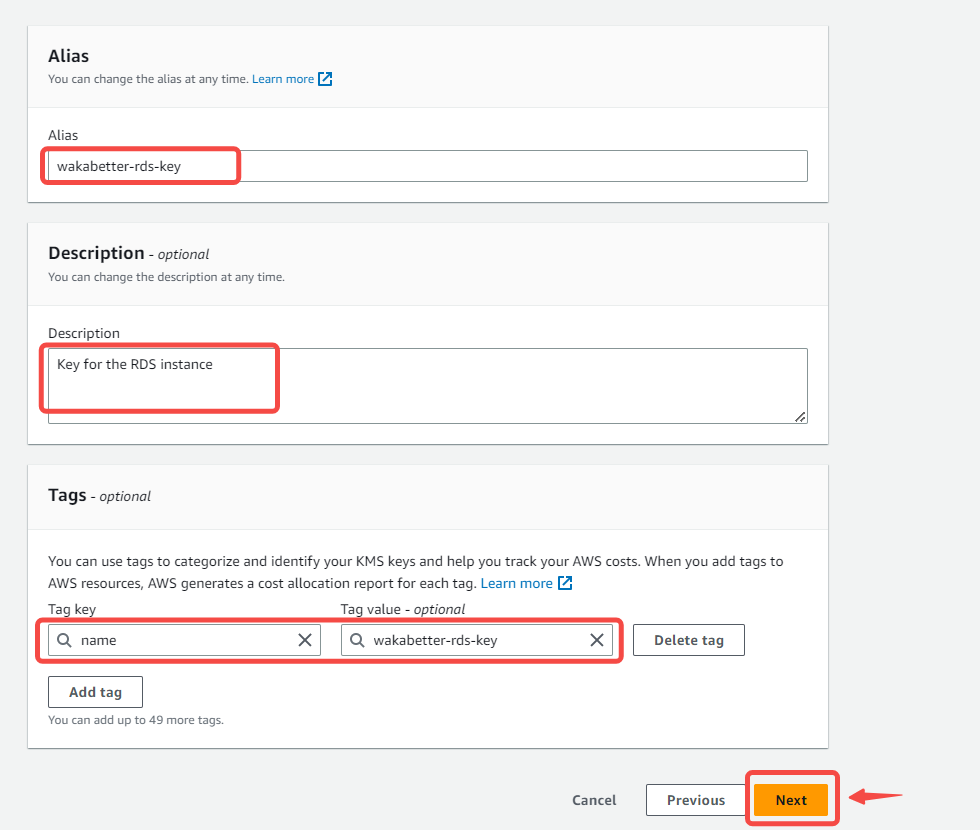 Alias
You can change the alias at any time. Learn more
Alias
wakabetter-rds-key
Description - optional
You can change the description at any time.
Description
Key for the RDS instance
Tags - optional
You can use tags to categorize and identify your KMS keys and help you track your AWS costs. When you add tags to
AWS resources, AWS generates a cost allocation report for each tag. Learn more
Tag key Tag value - optional
name wakabetter-rds-key Delete tag
Add tag
You can add up to 49 more tags.
Cancel Previous Next